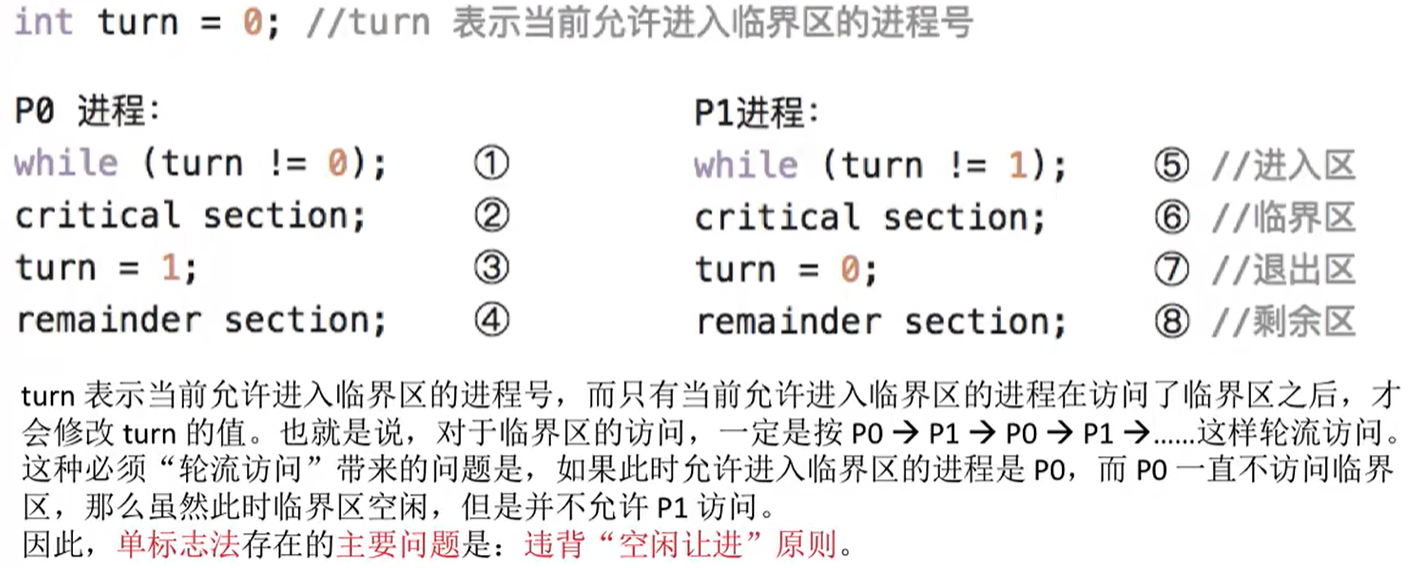 int turn = 0; //turn 表示当前允许进入临界区的进程号
P0 进程:
while (turn != 0); ①
critical section; ②
turn = 1; ③
remainder section; ④
P1进程:
while (turn != 1); ⑤ //进入区
critical section; ⑥ //临界区
turn = 0; ⑦ //退出区
remainder section; ⑧ //剩余区
turn 表示当前允许进入临界区的进程号，而只有当前允许进入临界区的进程在访问了临界区之后，才
会修改 turn 的值。也就是说，对于临界区的访问，一定是按 P0 → P1 → P0 → P1 →……这样轮流访问。
这种必须“轮流访问”带来的问题是，如果此时允许进入临界区的进程是 P0，而 P0 一直不访问临界
区，那么虽然此时临界区空闲，但是并不允许 P1 访问。
因此，单标志法存在的主要问题是：违背“空闲让进”原则。